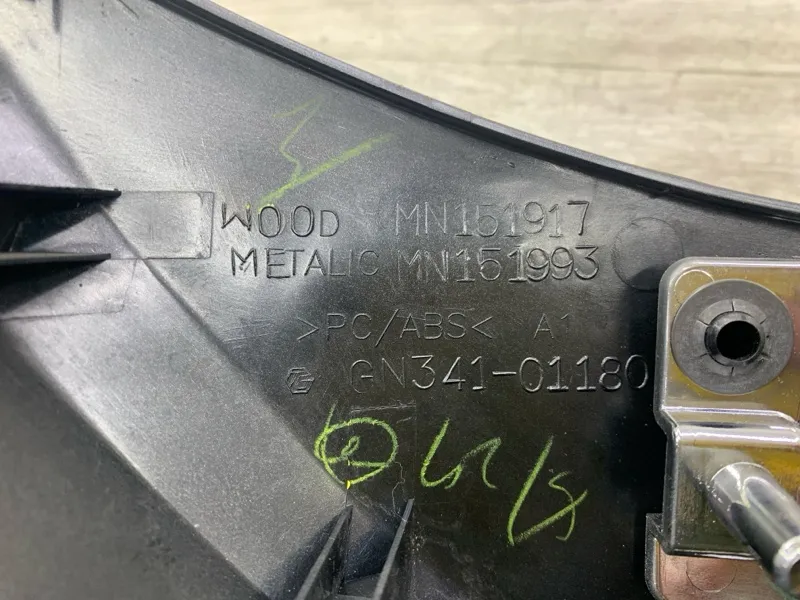 WOOD MN151917
METALIC MN151993
>PC/ABS< A1
GN341-01180